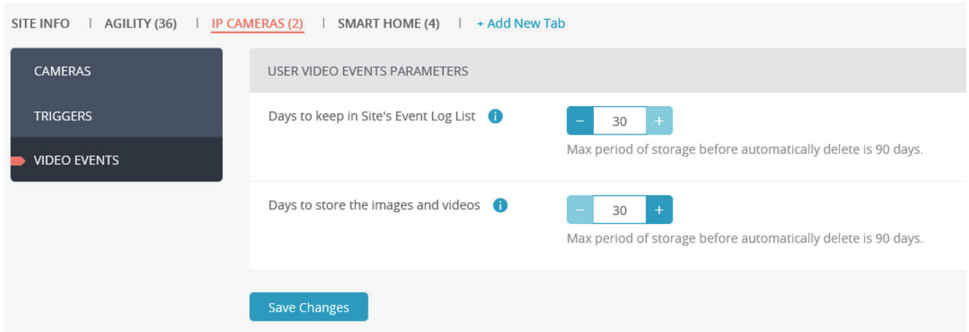 SITE INFO | AGILITY (36) | IP CAMERAS (2) | SMART HOME (4) | + Add New Tab
CAMERAS
TRIGGERS
VIDEO EVENTS
USER VIDEO EVENTS PARAMETERS
Days to keep in Site's Event Log List i
− 30 +
Max period of storage before automatically delete is 90 days.
Days to store the images and videos i
− 30 +
Max period of storage before automatically delete is 90 days.
Save Changes